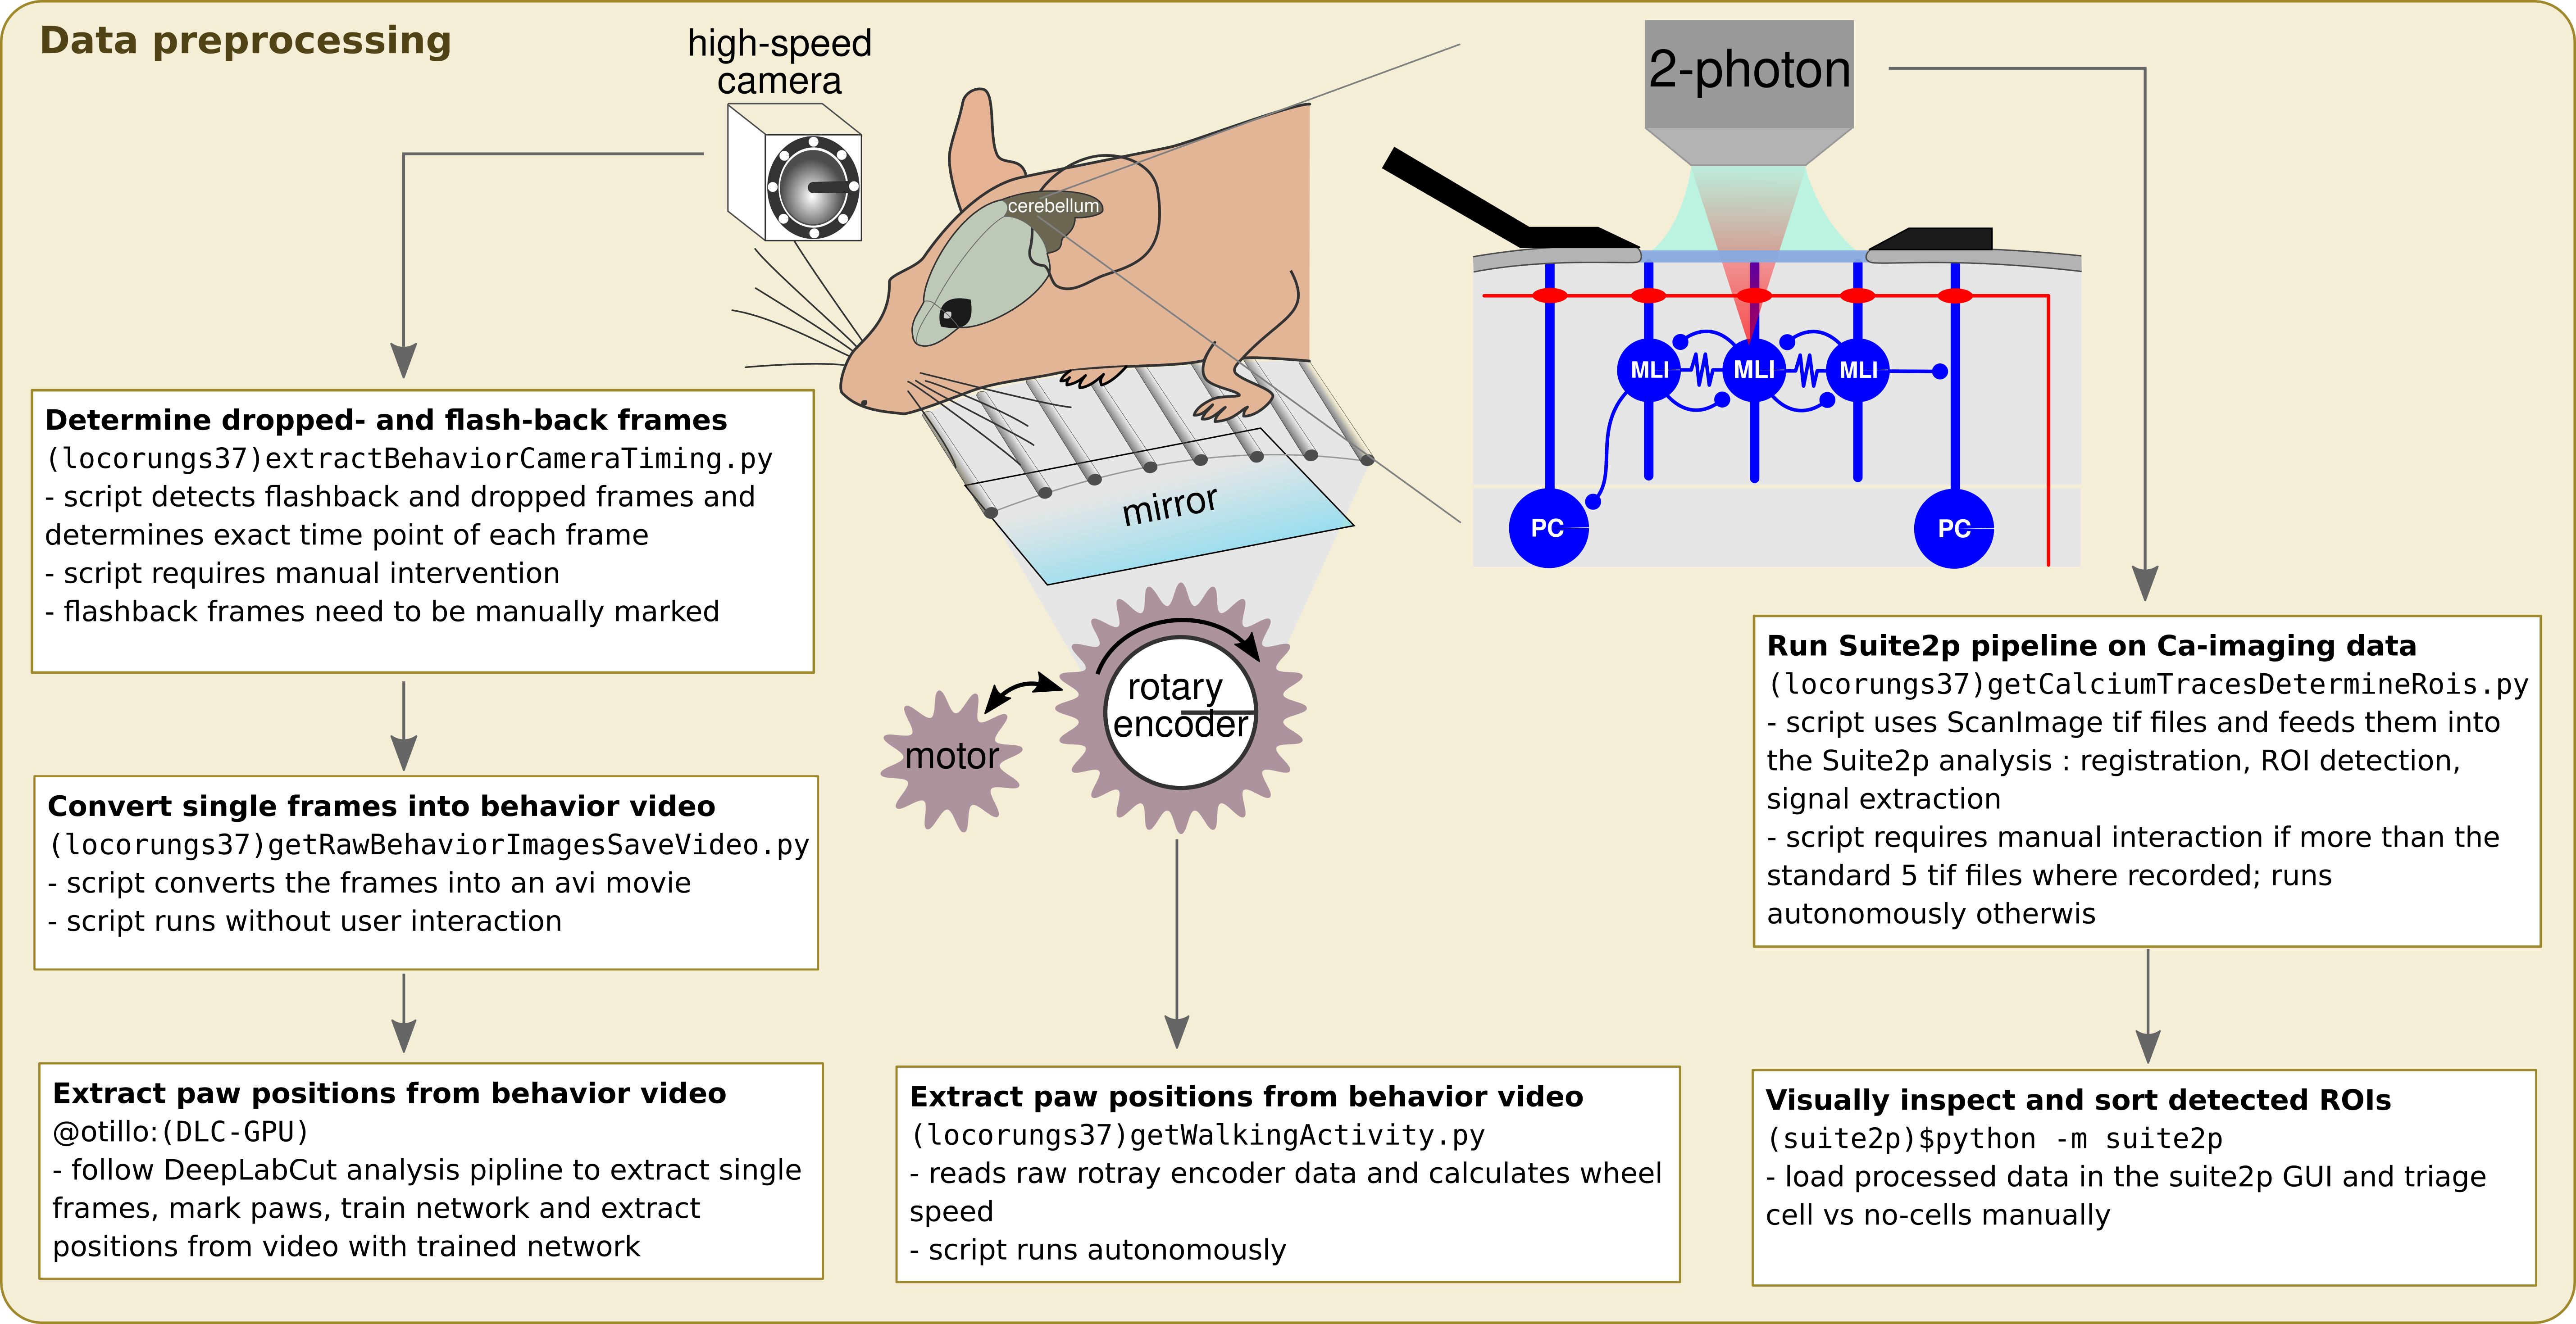 Data preprocessing
high-speed
camera
cerebellum
mirror
rotary
encoder
motor
2-photon
MLI
MLI
MLI
PC
PC
Determine dropped- and flash-back frames
(locorungs37)extractBehaviorCameraTiming.py
- script detects flashback and dropped frames and
determines exact time point of each frame
- script requires manual intervention
- flashback frames need to be manually marked
Convert single frames into behavior video
(locorungs37)getRawBehaviorImagesSaveVideo.py
- script converts the frames into an avi movie
- script runs without user interaction
Extract paw positions from behavior video
@otillo:(DLC-GPU)
- follow DeepLabCut analysis pipline to extract single
frames, mark paws, train network and extract
positions from video with trained network
Extract paw positions from behavior video
(locorungs37)getWalkingActivity.py
- reads raw rotray encoder data and calculates wheel
speed
- script runs autonomously
Run Suite2p pipeline on Ca-imaging data
(locorungs37)getCalciumTracesDetermineRois.py
- script uses ScanImage tif files and feeds them into
the Suite2p analysis : registration, ROI detection,
signal extraction
- script requires manual interaction if more than the
standard 5 tif files where recorded; runs
autonomously otherwis
Visually inspect and sort detected ROIs
(suite2p)$python -m suite2p
- load processed data in the suite2p GUI and triage
cell vs no-cells manually